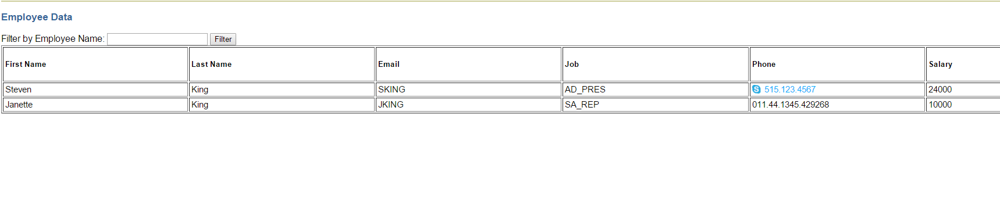 Employee Data
Filter by Employee Name: Filter
First Name Last Name Email Job Phone Salary
Steven King SKING AD_PRES 515.123.4567 24000
Janette King JKING SA_REP 011.44.1345.429268 10000